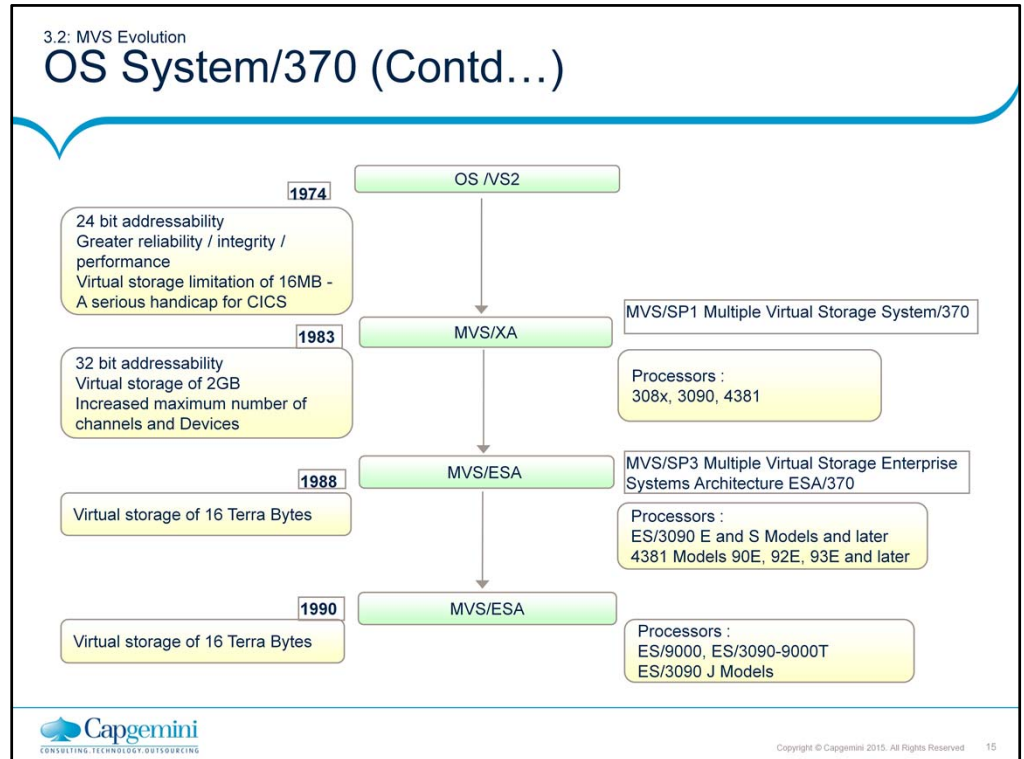 3.2: MVS Evolution
OS System/370 (Contd…)
OS /VS2
1974
24 bit addressability
Greater reliability / integrity /
performance
Virtual storage limitation of 16MB -
A serious handicap for CICS
MVS/XA
MVS/SP1 Multiple Virtual Storage System/370
1983
32 bit addressability
Virtual storage of 2GB
Increased maximum number of
channels and Devices
Processors :
308x, 3090, 4381
MVS/ESA
MVS/SP3 Multiple Virtual Storage Enterprise
Systems Architecture ESA/370
1988
Virtual storage of 16 Terra Bytes
Processors :
ES/3090 E and S Models and later
4381 Models 90E, 92E, 93E and later
MVS/ESA
1990
Virtual storage of 16 Terra Bytes
Processors :
ES/9000, ES/3090-9000T
ES/3090 J Models
Capgemini
CONSULTING.TECHNOLOGY.OUTSOURCING
Copyright © Capgemini 2015. All Rights Reserved 15